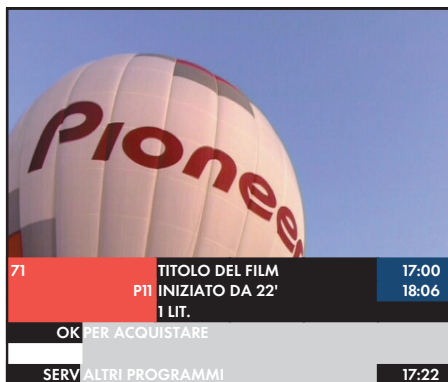 Pioneer
71 TITOLO DEL FILM 17:00
P11 INIZIATO DA 22' 18:06
1 LIT.
OK PER ACQUISTARE
SERV ALTRI PROGRAMMI 17:22